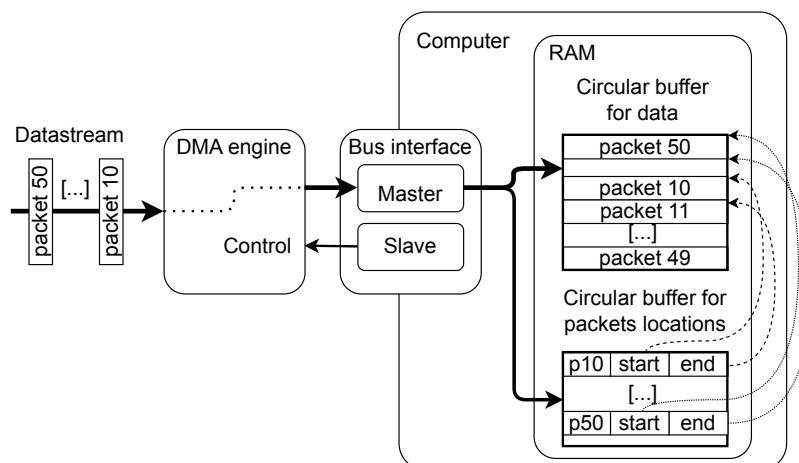 Computer
RAM
Circular buffer
for data
Datastream
DMA engine
Bus interface
packet 50
[...]
packet 10
Master
Control
Slave
packet 50
packet 10
packet 11
[...]
packet 49
Circular buffer for
packets locations
p10 start end
[...]
p50 start end